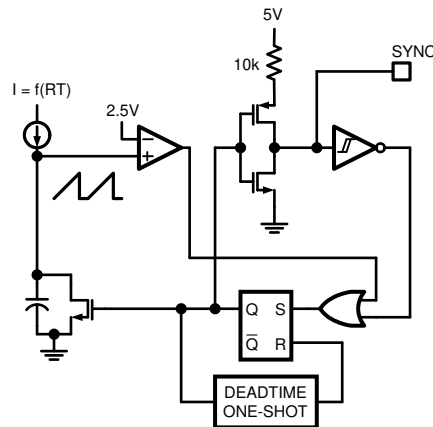 5V
SYNC
10k
I = f(RT)
2.5V
−
+
Q S
Q̅ R
DEADTIME
ONE-SHOT